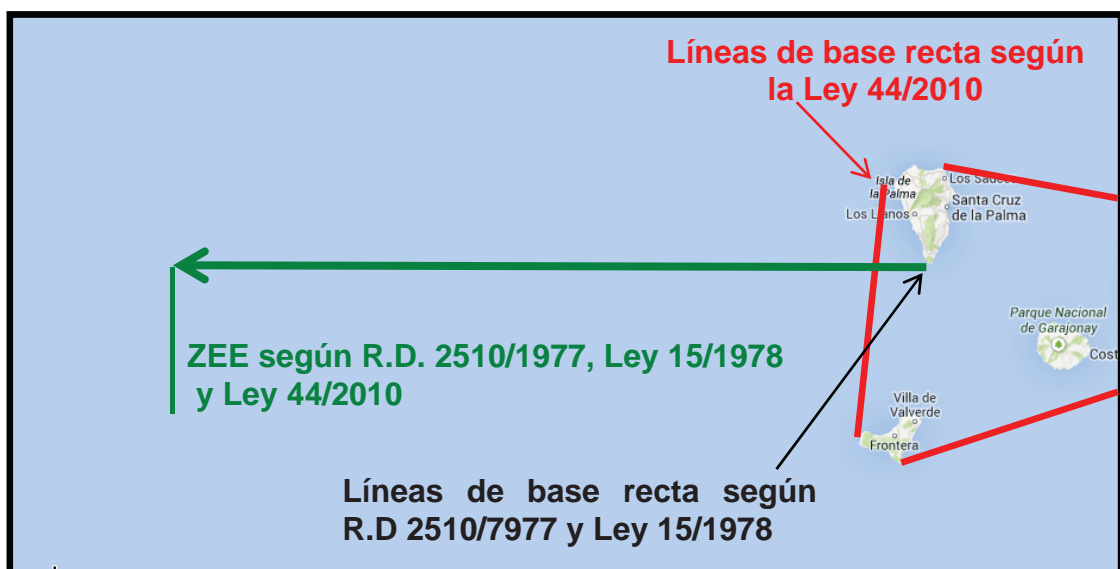 Líneas de base recta según
la Ley 44/2010
Isla de
la Palma
Los Sauces
Santa Cruz
de la Palma
Los Llanos
Parque Nacional
de Garajonay
Cost
ZEE según R.D. 2510/1977, Ley 15/1978
y Ley 44/2010
Villa de
Valverde
Frontera
Líneas de base recta según
R.D 2510/7977 y Ley 15/1978